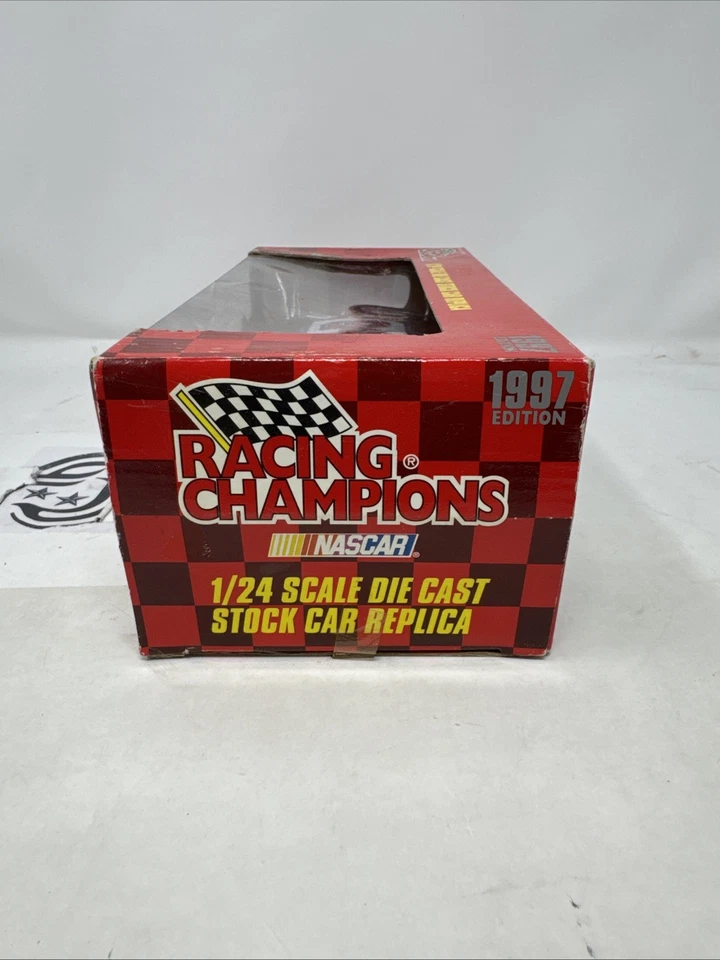 1997
EDITION
RACING ®
CHAMPIONS
NASCAR
1/24 SCALE DIE CAST
STOCK CAR REPLICA